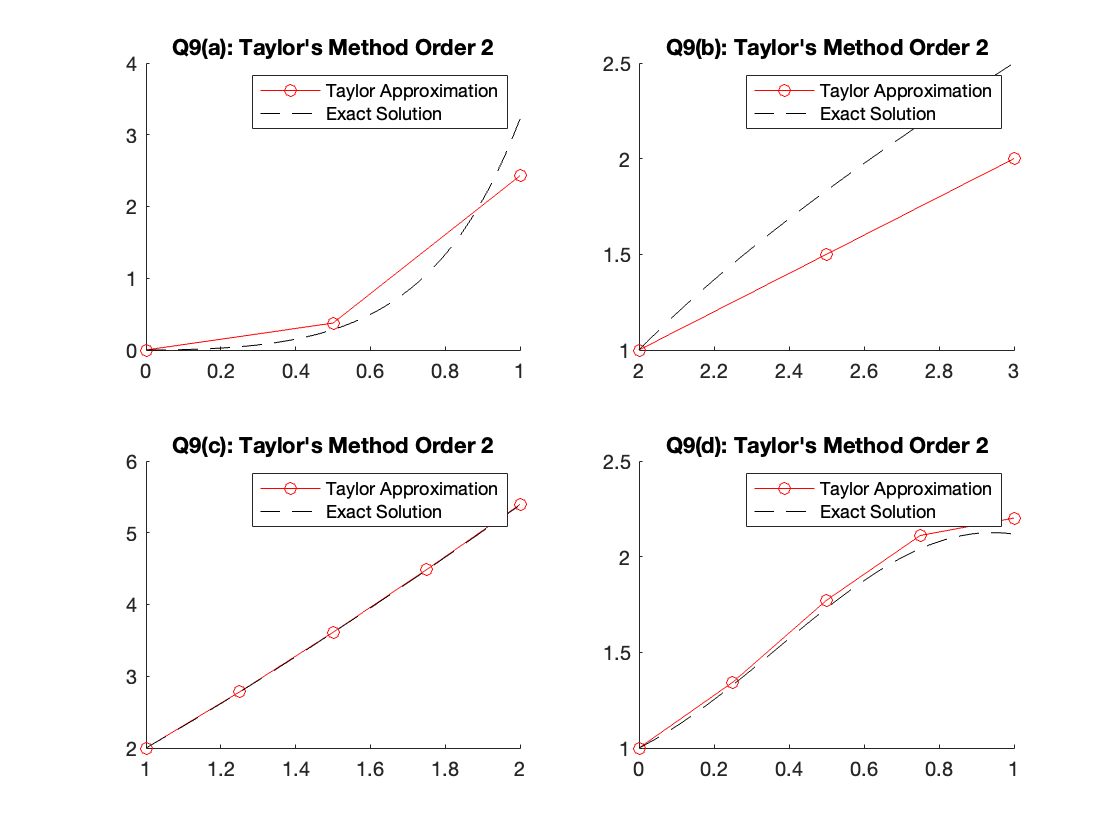 Q9(a): Taylor's Method Order 2
4
3
2
1
0
0 0.2 0.4 0.6 0.8 1
Taylor Approximation
Exact Solution
Q9(b): Taylor's Method Order 2
2.5
2
1.5
1
2 2.2 2.4 2.6 2.8 3
Taylor Approximation
Exact Solution
Q9(c): Taylor's Method Order 2
6
5
4
3
2
1 1.2 1.4 1.6 1.8 2
Taylor Approximation
Exact Solution
Q9(d): Taylor's Method Order 2
2.5
2
1.5
1
0 0.2 0.4 0.6 0.8 1
Taylor Approximation
Exact Solution